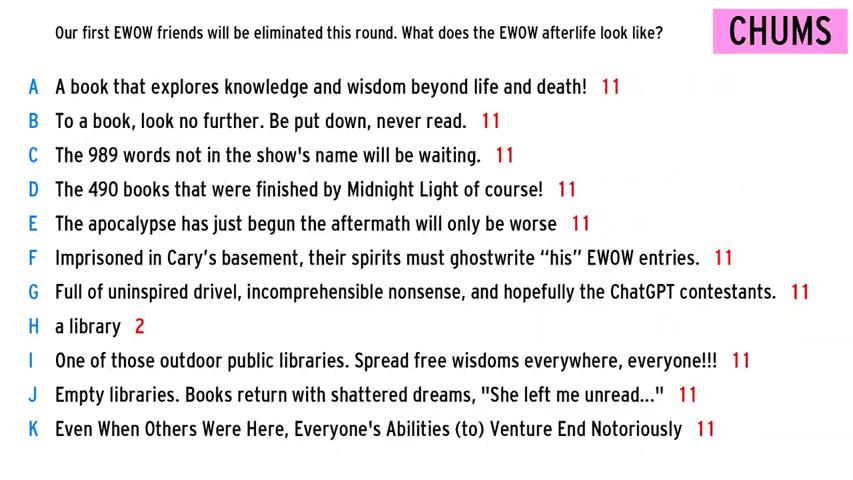 Our first EWOW friends will be eliminated this round. What does the EWOW afterlife look like?
CHUMS
A A book that explores knowledge and wisdom beyond life and death! 11
B To a book, look no further. Be put down, never read. 11
C The 989 words not in the show's name will be waiting. 11
D The 490 books that were finished by Midnight Light of course! 11
E The apocalypse has just begun the aftermath will only be worse 11
F Imprisoned in Cary’s basement, their spirits must ghostwrite “his” EWOW entries. 11
G Full of uninspired drivel, incomprehensible nonsense, and hopefully the ChatGPT contestants. 11
H a library 2
I One of those outdoor public libraries. Spread free wisdoms everywhere, everyone!!! 11
J Empty libraries. Books return with shattered dreams, "She left me unread..." 11
K Even When Others Were Here, Everyone's Abilities (to) Venture End Notoriously 11